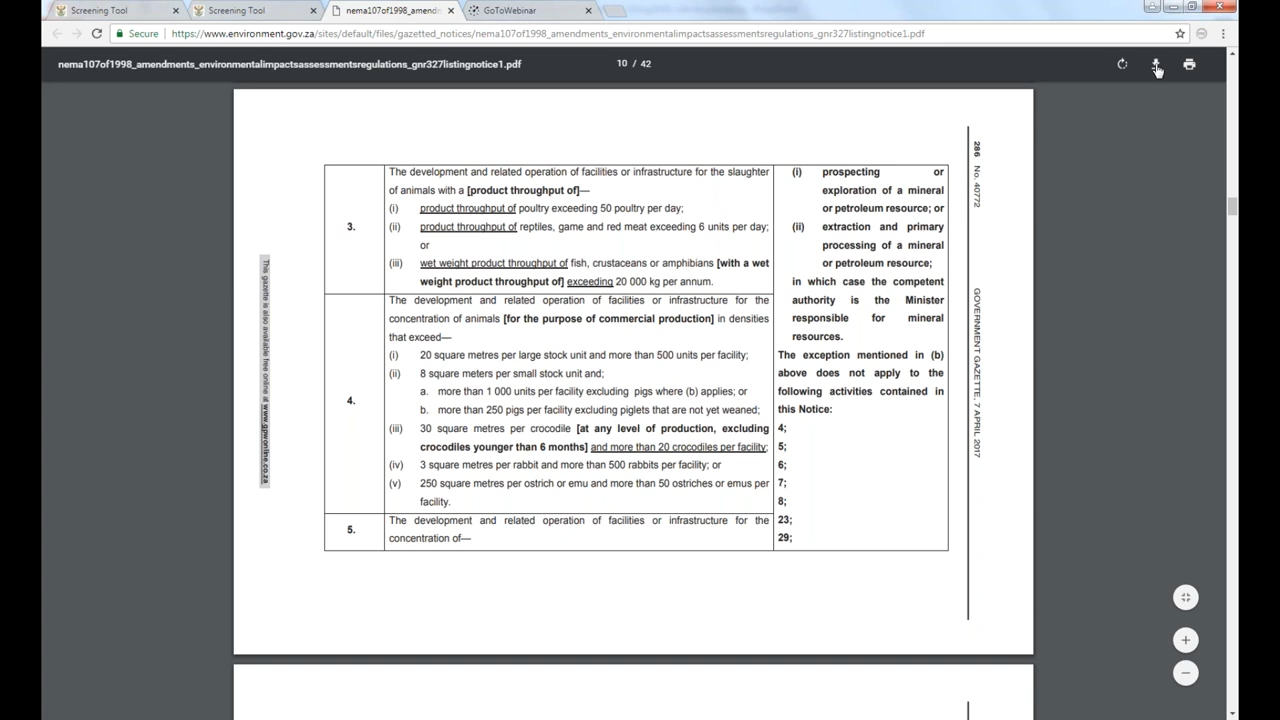 Screening Tool
Screening Tool
nema107of1998_amendm
GoToWebinar
Secure
https://www.environment.gov.za/sites/default/files/gazetted_notices/nema107of1998_amendments_environmentalimpactsassessmentsregulations_gnr327listingnotice1.pdf
nema107of1998_amendments_environmentalimpactsassessmentsregulations_gnr327listingnotice1.pdf
10 / 42
3.
The development and related operation of facilities or infrastructure for the slaughter
of animals with a [product throughput of]—
(i) product throughput of poultry exceeding 50 poultry per day;
(ii) product throughput of reptiles, game and red meat exceeding 6 units per day;
or
(iii) wet weight product throughput of fish, crustaceans or amphibians [with a wet
weight product throughput of] exceeding 20 000 kg per annum.
4.
The development and related operation of facilities or infrastructure for the
concentration of animals [for the purpose of commercial production] in densities
that exceed—
(i) 20 square metres per large stock unit and more than 500 units per facility;
(ii) 8 square meters per small stock unit and;
a. more than 1 000 units per facility excluding pigs where (b) applies; or
b. more than 250 pigs per facility excluding piglets that are not yet weaned;
(iii) 30 square metres per crocodile [at any level of production, excluding
crocodiles younger than 6 months] and more than 20 crocodiles per facility;
(iv) 3 square metres per rabbit and more than 500 rabbits per facility; or
(v) 250 square metres per ostrich or emu and more than 50 ostriches or emus per
facility.
5.
The development and related operation of facilities or infrastructure for the
concentration of—
(i) prospecting or
exploration of a mineral
or petroleum resource; or
(ii) extraction and primary
processing of a mineral
or petroleum resource;
in which case the competent
authority is the Minister
responsible for mineral
resources.
The exception mentioned in (b)
above does not apply to the
following activities contained in
this Notice:
4;
5;
6;
7;
8;
23;
29;
286 No. 40772
GOVERNMENT GAZETTE, 7 APRIL 2017
This gazette is also available free online at www.gpwonline.co.za